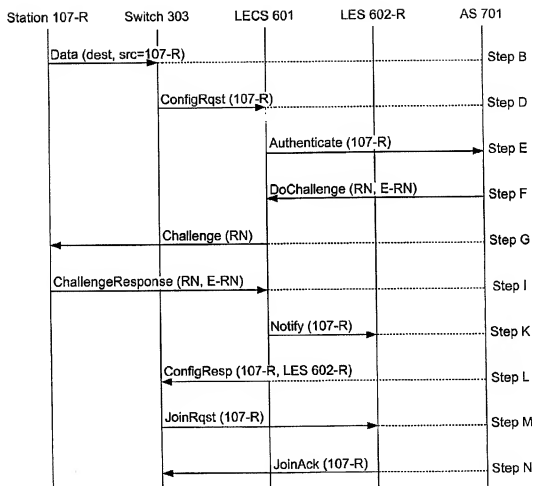 Station 107-R Switch 303 LECS 601 LES 602-R AS 701
Data (dest, src=107-R) Step B
ConfigRqst (107-R) Step D
Authenticate (107-R) Step E
DoChallenge (RN, E-RN) Step F
Challenge (RN) Step G
ChallengeResponse (RN, E-RN) Step I
Notify (107-R) Step K
ConfigResp (107-R, LES 602-R) Step L
JoinRqst (107-R) Step M
JoinAck (107-R) Step N